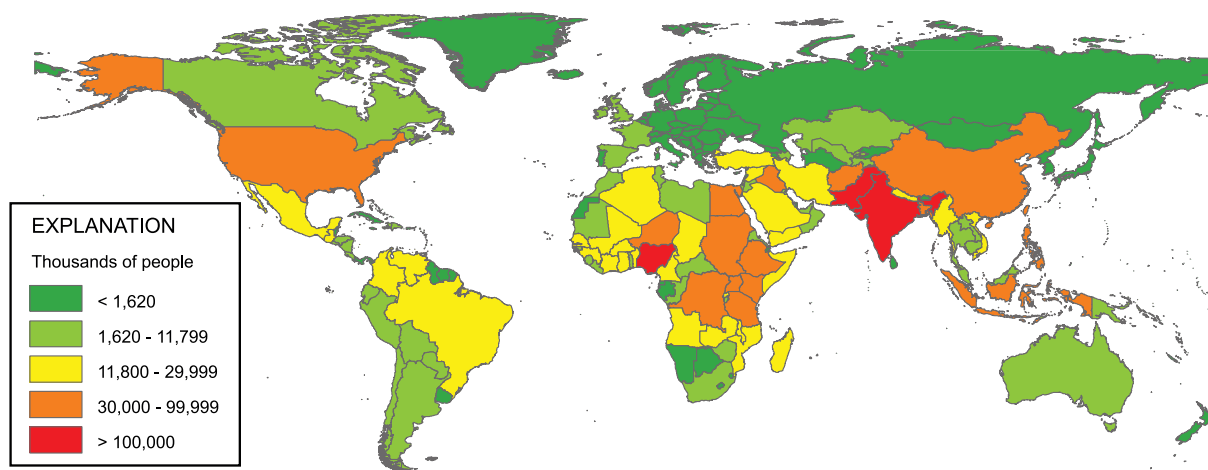 EXPLANATION
Thousands of people
< 1,620
1,620 - 11,799
11,800 - 29,999
30,000 - 99,999
> 100,000